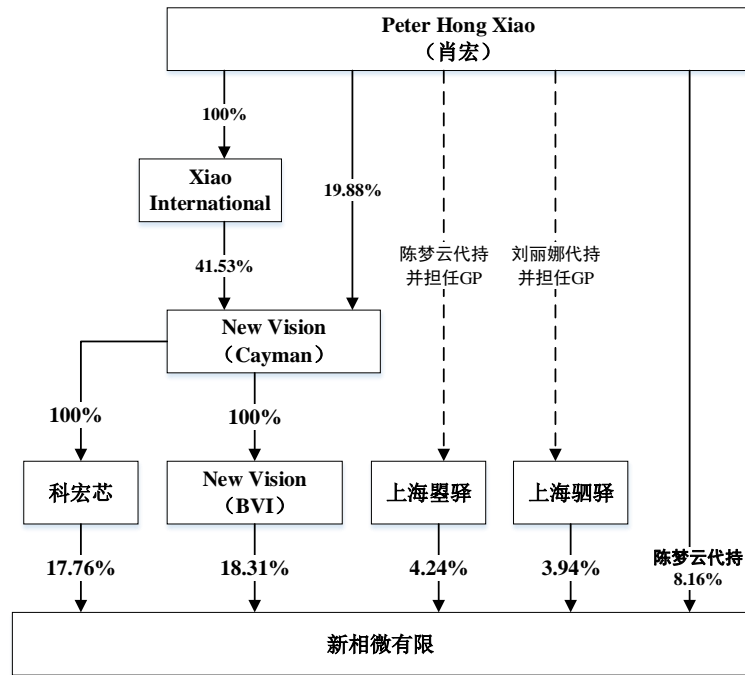 Peter Hong Xiao
（肖宏）
100%
Xiao
International
19.88%
陈梦云代持
并担任GP
刘丽娜代持
并担任GP
41.53%
New Vision
（Cayman）
100%
100%
科宏芯
New Vision
（BVI）
上海曌驿
上海驷驿
17.76%
18.31%
4.24%
3.94%
陈梦云代持
8.16%
新相微有限